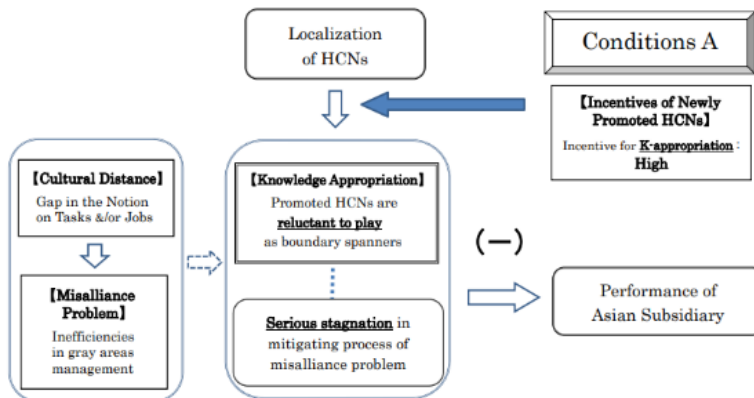 Localization
of HCNs
Conditions A
【Incentives of Newly
Promoted HCNs】
Incentive for K-appropriation :
High
【Cultural Distance】
Gap in the Notion
on Tasks &/or Jobs
【Misalliance
Problem】
Inefficiencies
in gray areas
management
【Knowledge Appropriation】
Promoted HCNs are
reluctant to play
as boundary spanners
Serious stagnation in
mitigating process of
misalliance problem
(−)
Performance of
Asian Subsidiary